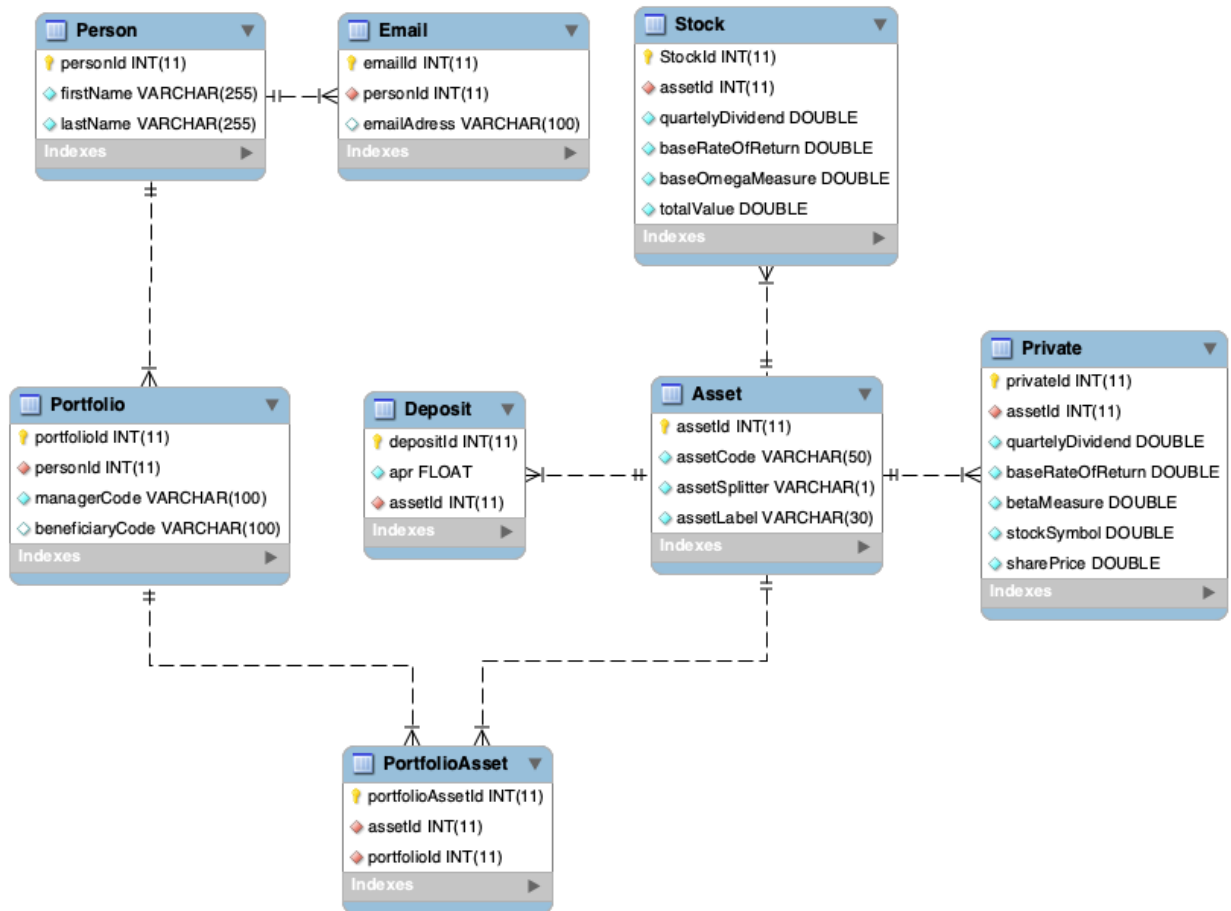 Person
personId INT(11)
firstName VARCHAR(255)
lastName VARCHAR(255)
Indexes
Email
emailId INT(11)
personId INT(11)
emailAdress VARCHAR(100)
Indexes
Stock
StockId INT(11)
assetId INT(11)
quartelyDividend DOUBLE
baseRateOfReturn DOUBLE
baseOmegaMeasure DOUBLE
totalValue DOUBLE
Indexes
Portfolio
portfolioId INT(11)
personId INT(11)
managerCode VARCHAR(100)
beneficiaryCode VARCHAR(100)
Indexes
Deposit
depositId INT(11)
apr FLOAT
assetId INT(11)
Indexes
Asset
assetId INT(11)
assetCode VARCHAR(50)
assetSplitter VARCHAR(1)
assetLabel VARCHAR(30)
Indexes
Private
privateId INT(11)
assetId INT(11)
quartelyDividend DOUBLE
baseRateOfReturn DOUBLE
betaMeasure DOUBLE
stockSymbol DOUBLE
sharePrice DOUBLE
Indexes
PortfolioAsset
portfolioAssetId INT(11)
assetId INT(11)
portfolioId INT(11)
Indexes